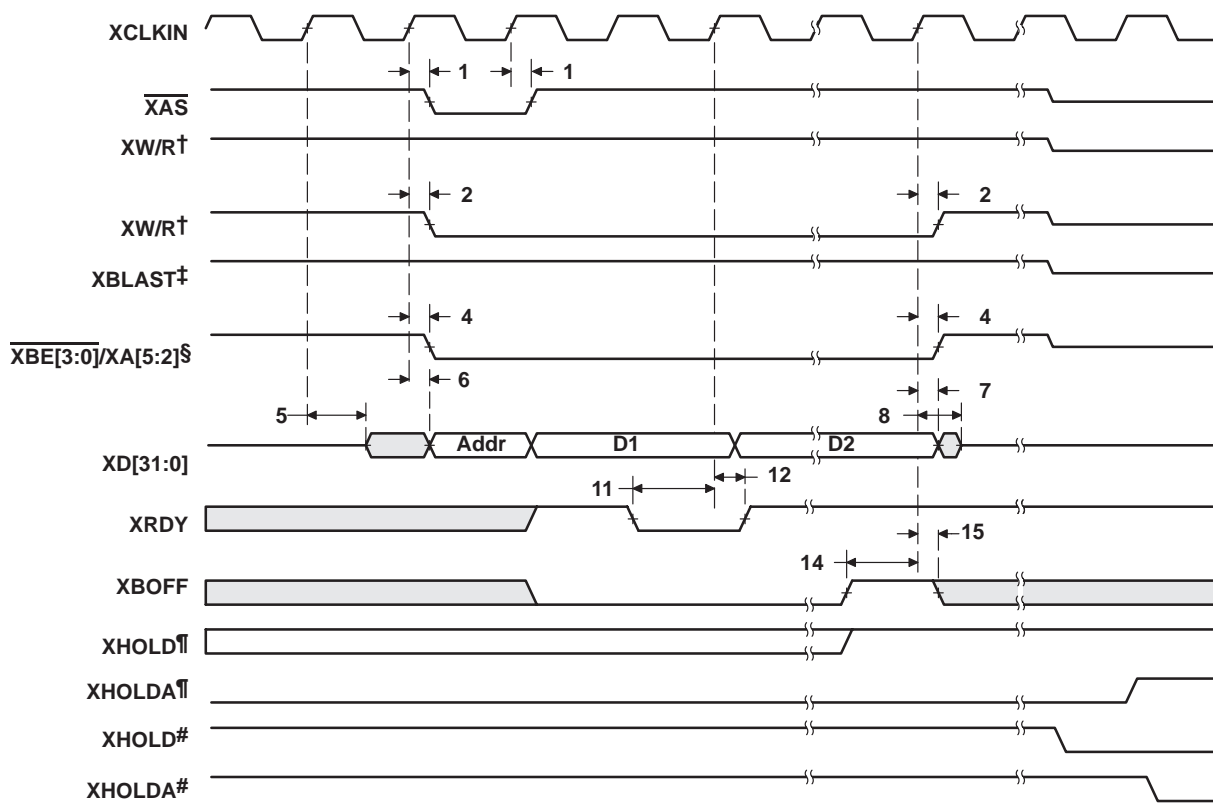 XCLKIN
1 1
XAS
XW/R†
2 2
XW/R†
XBLAST‡
4 4
XBE[3:0]/XA[5:2]§
6 7
5 8
XD[31:0] Addr D1 D2
11 12
XRDY
15
14
XBOFF
XHOLD¶
XHOLDA¶
XHOLD#
XHOLDA#